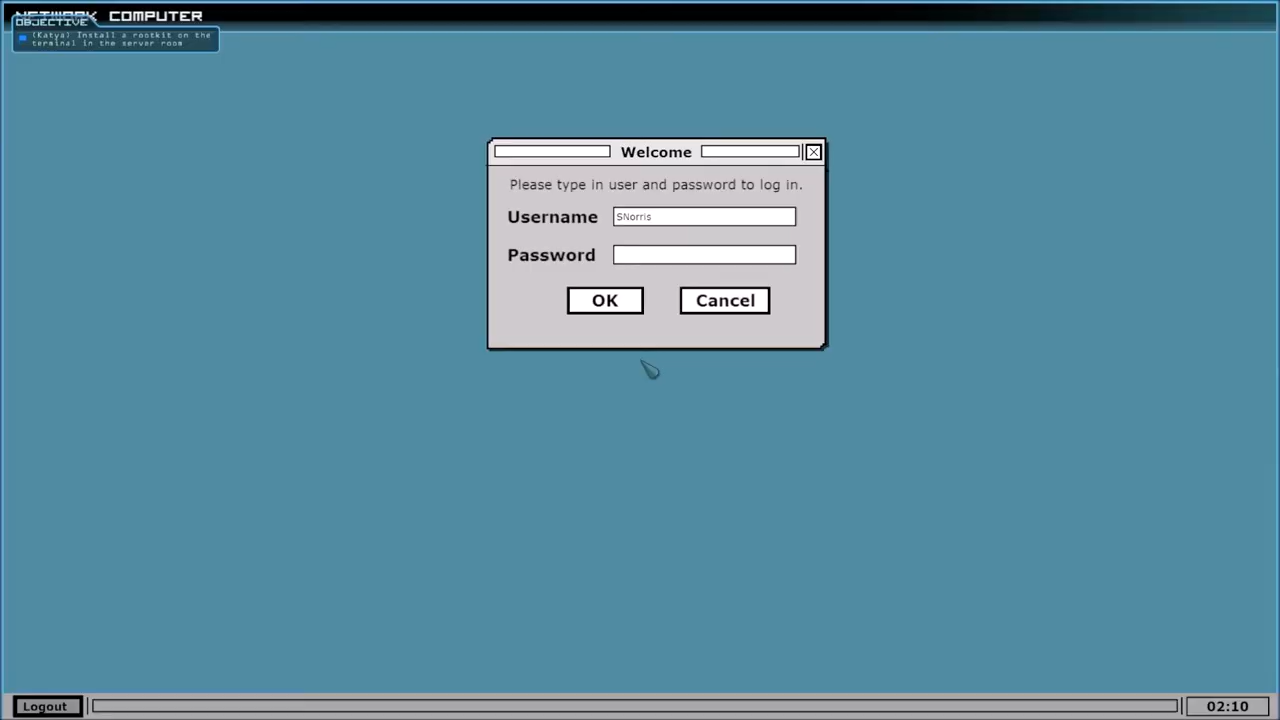 NETWORK COMPUTER
OBJECTIVE
(Katya) Install a rootkit on the
terminal in the server room
Welcome
Please type in user and password to log in.
Username SNorris
Password
OK Cancel
Logout 02:10